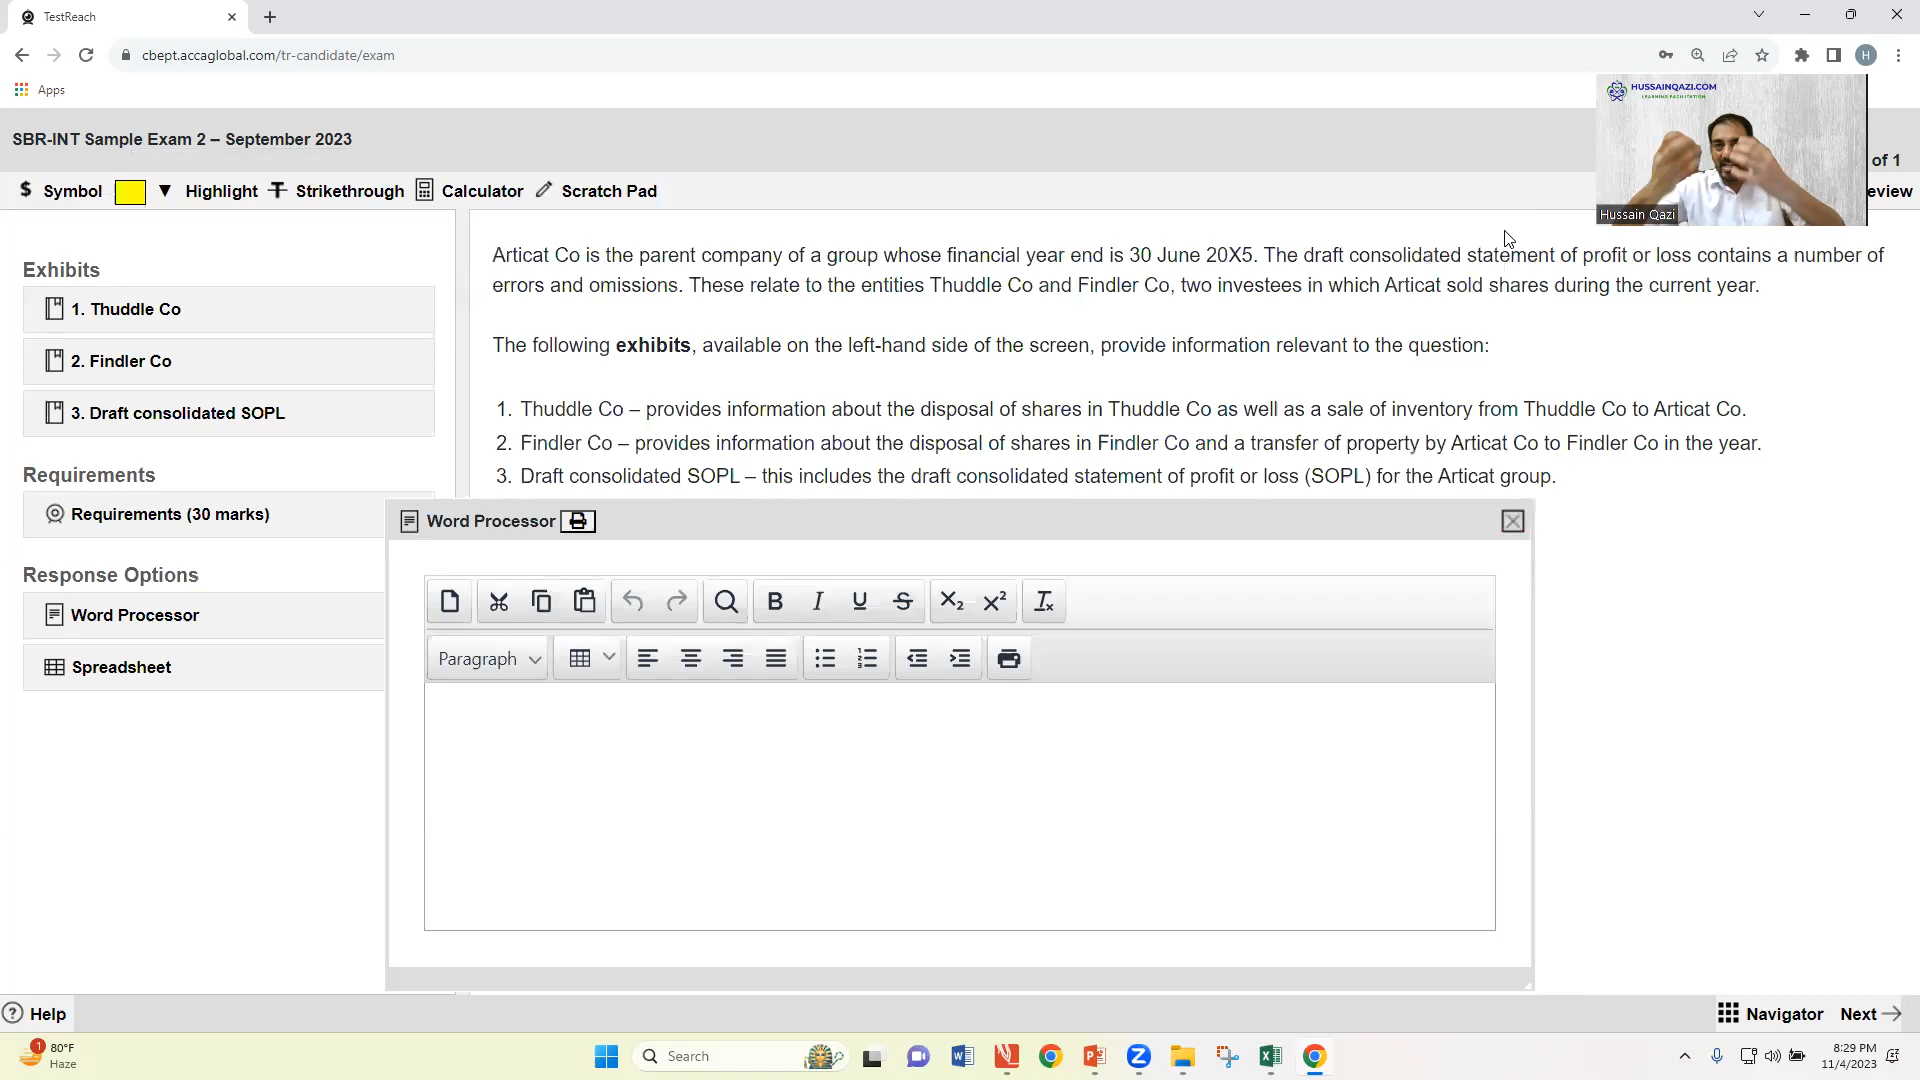 TestReach
cbept.accaglobal.com/tr-candidate/exam
H
Apps
HUSSAINQAZI.COM
LEARNING FACILITATION
Hussain Qazi
SBR-INT Sample Exam 2 – September 2023
of 1
$ Symbol Highlight Strikethrough Calculator Scratch Pad
eview
Exhibits
1. Thuddle Co
2. Findler Co
3. Draft consolidated SOPL
Requirements
Requirements (30 marks)
Response Options
Word Processor
Spreadsheet
Articat Co is the parent company of a group whose financial year end is 30 June 20X5. The draft consolidated statement of profit or loss contains a number of
errors and omissions. These relate to the entities Thuddle Co and Findler Co, two investees in which Articat sold shares during the current year.
The following exhibits, available on the left-hand side of the screen, provide information relevant to the question:
1. Thuddle Co – provides information about the disposal of shares in Thuddle Co as well as a sale of inventory from Thuddle Co to Articat Co.
2. Findler Co – provides information about the disposal of shares in Findler Co and a transfer of property by Articat Co to Findler Co in the year.
3. Draft consolidated SOPL – this includes the draft consolidated statement of profit or loss (SOPL) for the Articat group.
Word Processor
B I U S X₂ X² Tx
Paragraph
Help
Navigator Next
1
80°F
Haze
Search
8:29 PM
11/4/2023